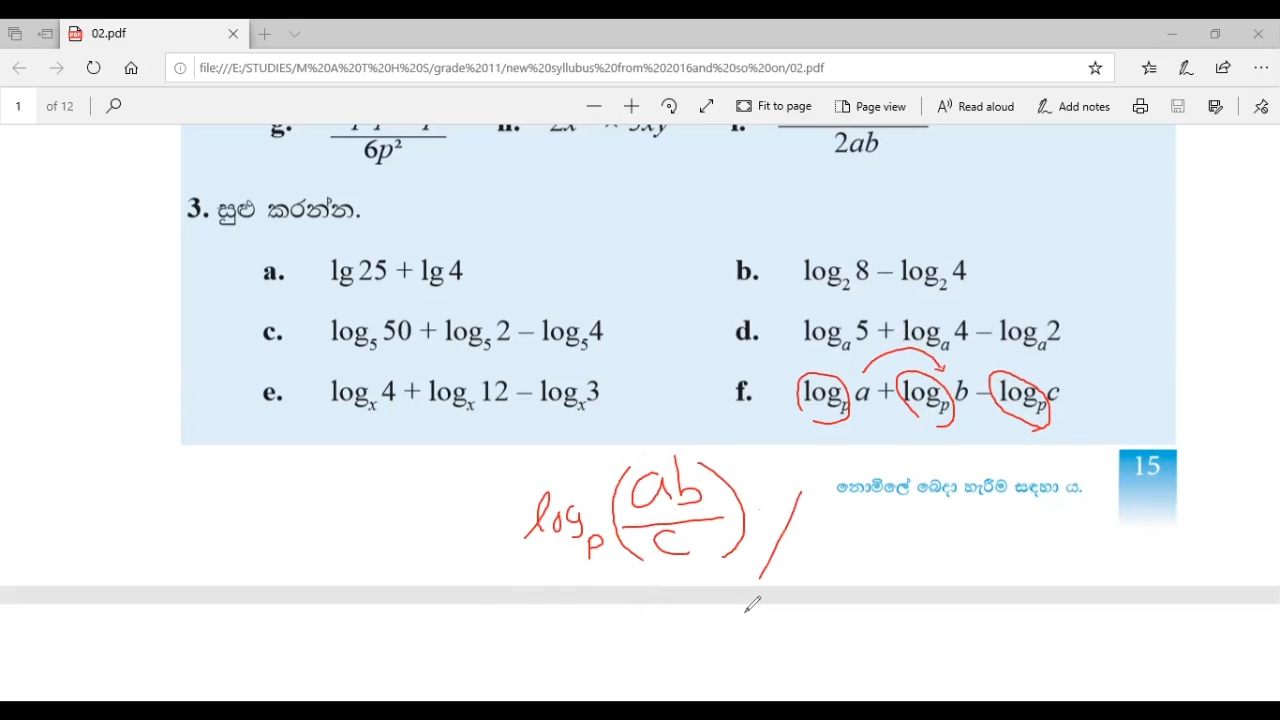 02.pdf
file:///E:/STUDIES/M%20A%20T%20H%20S/grade%2011/new%20syllubus%20from%202016and%20so%20on/02.pdf
1 of 12 Fit to page Page view Read aloud Add notes
g. 6p² h. 2x × 3xy i. 2ab
3. සුළු කරන්න.
a. lg 25 + lg 4 b. log₂ 8 – log₂ 4
c. log₅ 50 + log₅ 2 – log₅ 4 d. logₐ 5 + logₐ 4 – logₐ 2
e. logₓ 4 + logₓ 12 – logₓ 3 f. logₚ a + logₚ b – logₚ c
logₚ (ab/c)
15
නොමිලේ බෙදා හැරීම සඳහා ය.